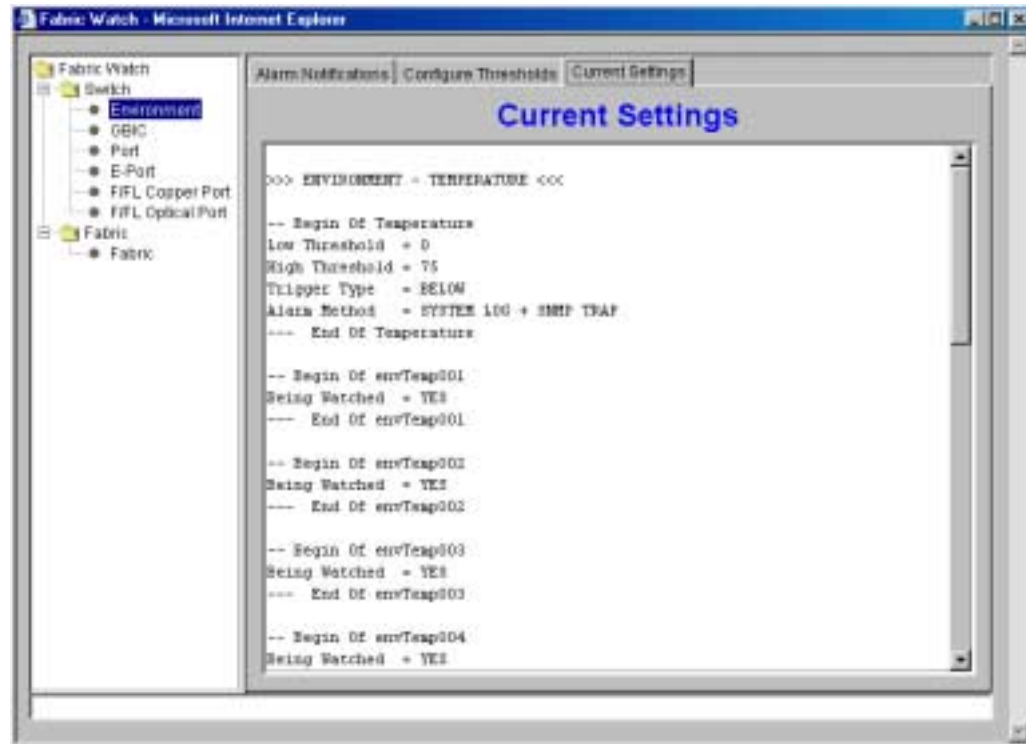 Fabric Watch - Microsoft Internet Explorer
Fabric Watch
Switch
Environment
GBIC
Port
E-Port
F/FL Copper Port
F/FL Optical Port
Fabric
Fabric
Alarm Notifications
Configure Thresholds
Current Settings
Current Settings
>>> ENVIRONMENT - TEMPERATURE <<<
-- Begin Of Temperature
Low Threshold = 0
High Threshold = 75
Trigger Type = BELOW
Alarm Method = SYSTEM LOG + SNMP TRAP
--- End Of Temperature
-- Begin Of envTemp001
Being Watched = YES
--- End Of envTemp001
-- Begin Of envTemp002
Being Watched = YES
--- End Of envTemp002
-- Begin Of envTemp003
Being Watched = YES
--- End Of envTemp003
-- Begin Of envTemp004
Being Watched = YES